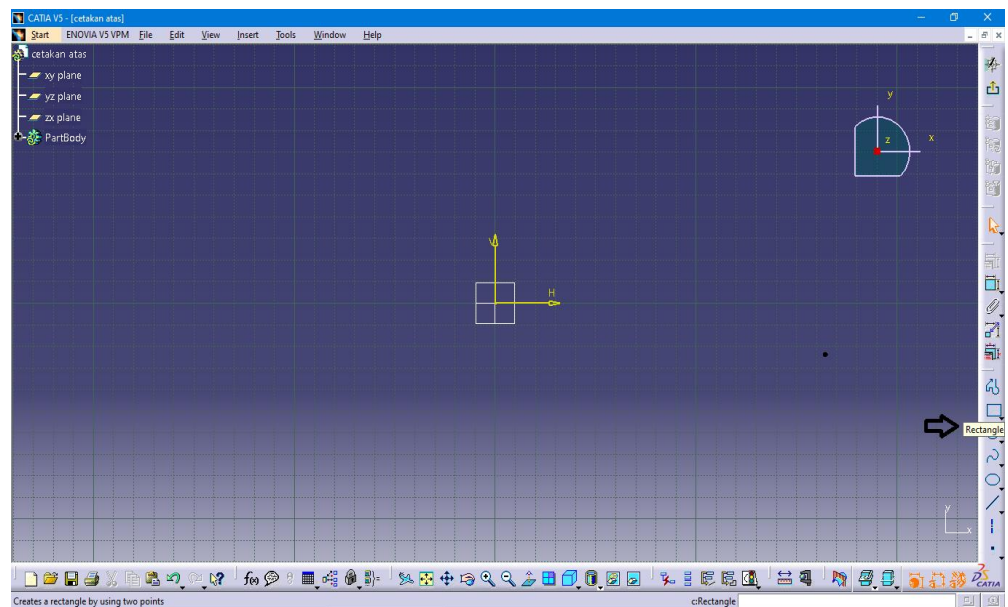 CATIA V5 - [cetakan atas]
Start ENOVIA V5 VPM File Edit View Insert Tools Window Help
cetakan atas
xy plane
yz plane
zx plane
PartBody
y
z x
V
H
Rectangle
y
x
f(x)
CATIA
Creates a rectangle by using two points c:Rectangle